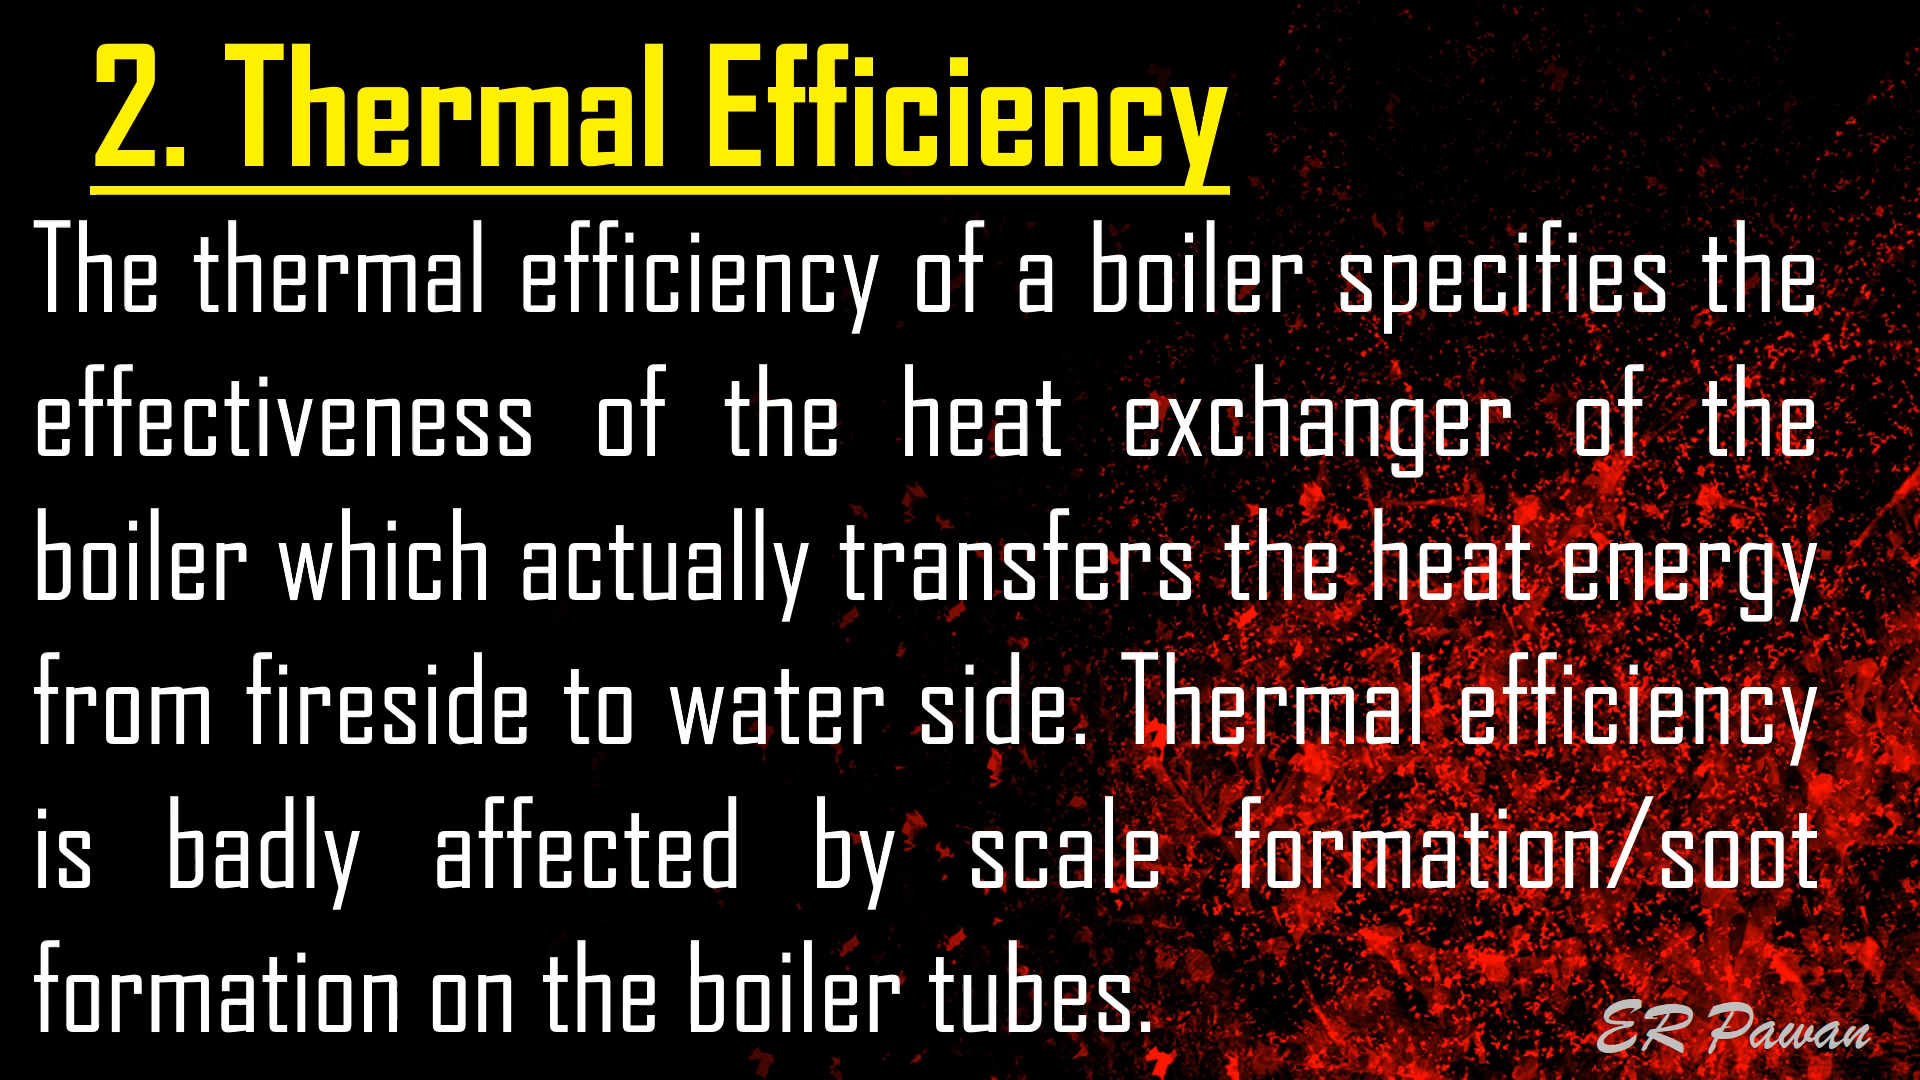 2. Thermal Efficiency
The thermal efficiency of a boiler specifies the
effectiveness of the heat exchanger of the
boiler which actually transfers the heat energy
from fireside to water side. Thermal efficiency
is badly affected by scale formation/soot
formation on the boiler tubes.
ER Pawan